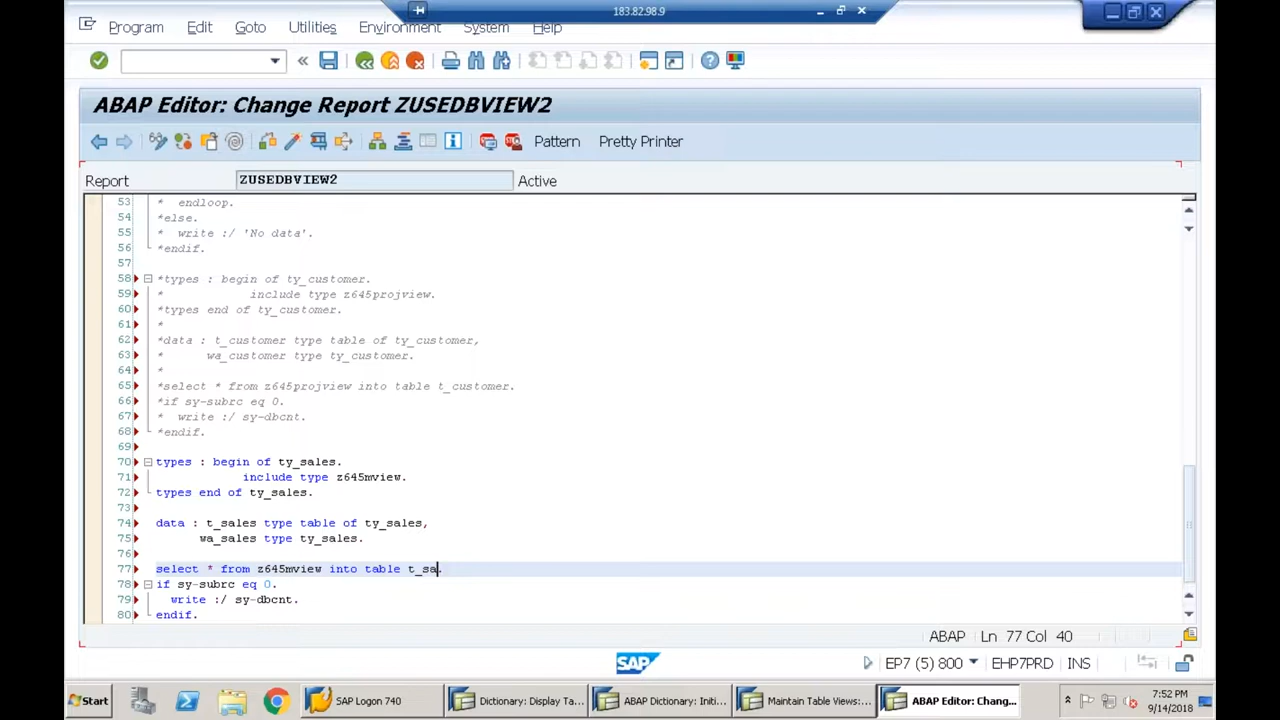 183.82.98.9
Program Edit Goto Utilities Environment System Help
ABAP Editor: Change Report ZUSEDBVIEW2
Pattern Pretty Printer
Report ZUSEDBVIEW2 Active
53 * endloop.
54 *else.
55 * write :/ 'No data'.
56 *endif.
57
58 *types : begin of ty_customer.
59 * include type z645projview.
60 *types end of ty_customer.
61 *
62 *data : t_customer type table of ty_customer,
63 * wa_customer type ty_customer.
64 *
65 *select * from z645projview into table t_customer.
66 *if sy-subrc eq 0.
67 * write :/ sy-dbcnt.
68 *endif.
69
70 types : begin of ty_sales.
71 include type z645mview.
72 types end of ty_sales.
73
74 data : t_sales type table of ty_sales,
75 wa_sales type ty_sales.
76
77 select * from z645mview into table t_sa.
78 if sy-subrc eq 0.
79 write :/ sy-dbcnt.
80 endif.
ABAP Ln 77 Col 40
SAP EP7 (5) 800 EHP7PRD INS
Start SAP Logon 740 Dictionary: Display Ta... ABAP Dictionary: Initi... Maintain Table Views:... ABAP Editor: Chang... 7:52 PM
9/14/2018